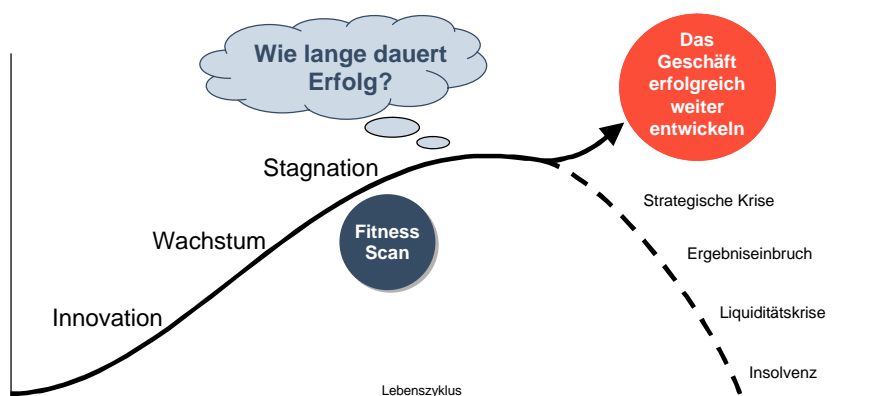 Wie lange dauert
Erfolg?
Das
Geschäft
erfolgreich
weiter
entwickeln
Stagnation
Strategische Krise
Wachstum
Fitness
Scan
Ergebniseinbruch
Innovation
Liquiditätskrise
Insolvenz
Lebenszyklus